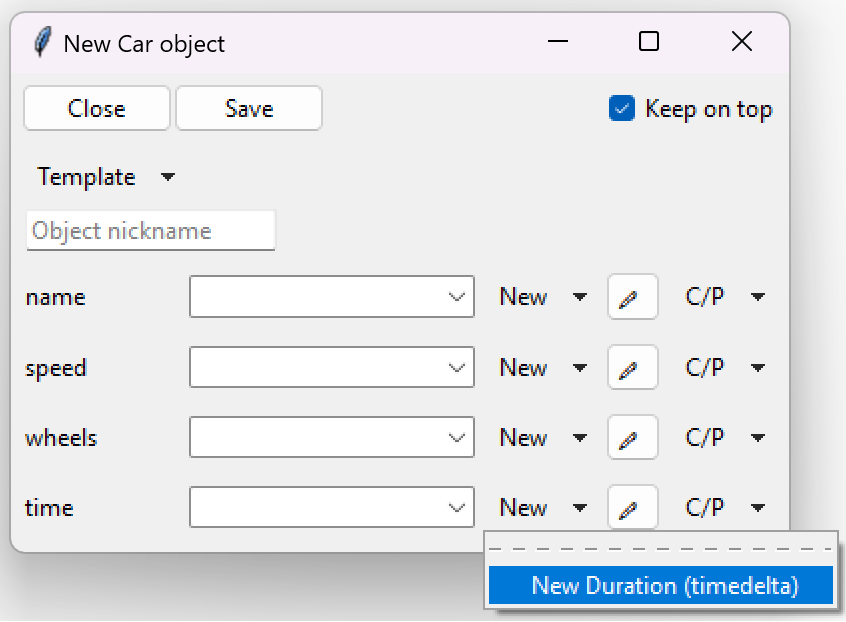 New Car object
Close Save Keep on top
Template
Object nickname
name New C/P
speed New C/P
wheels New C/P
time New C/P
New Duration (timedelta)